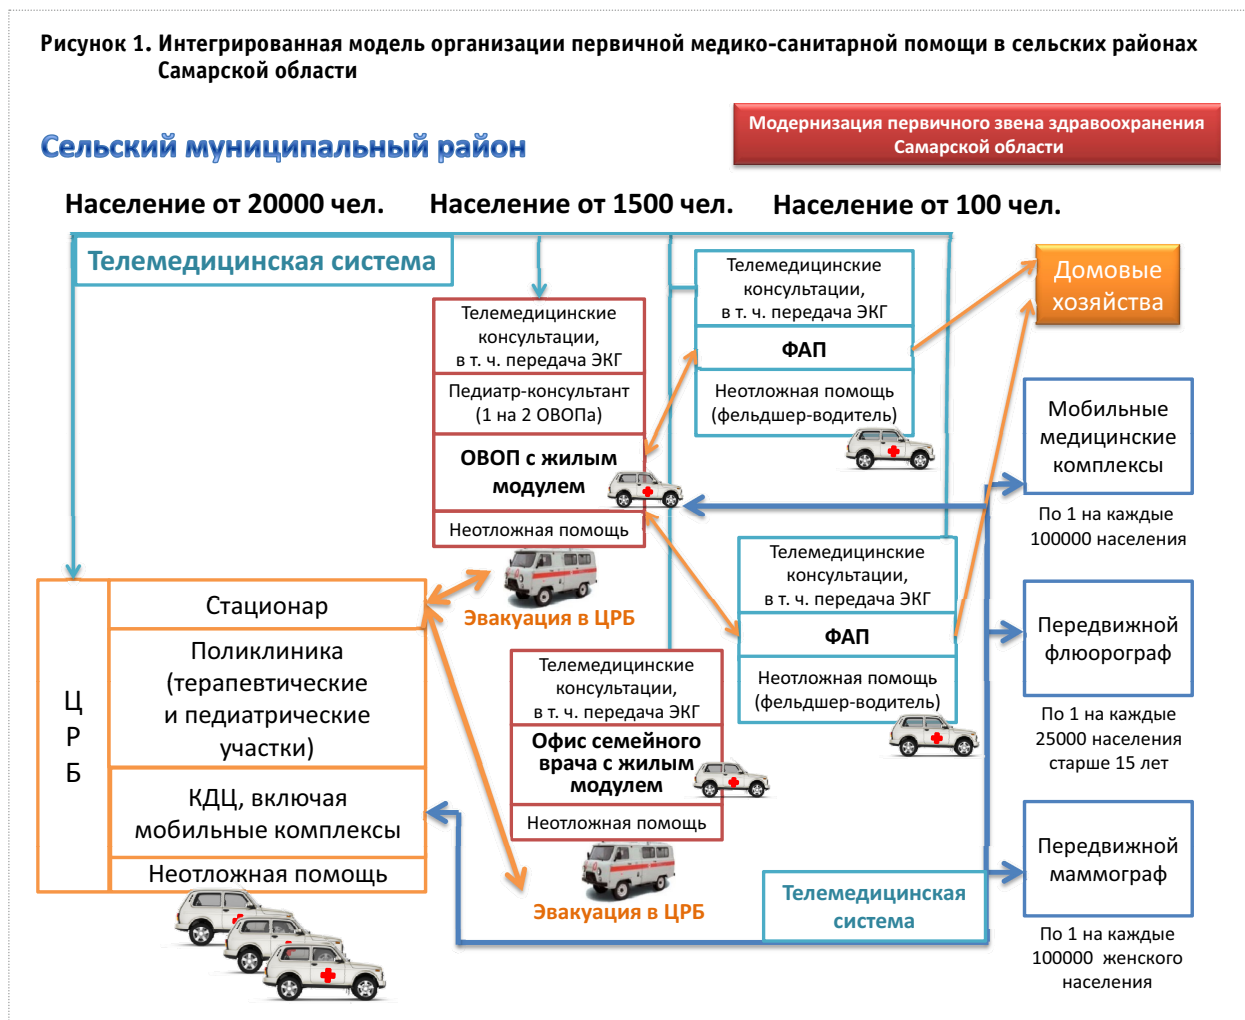 Рисунок 1. Интегрированная модель организации первичной медико-санитарной помощи в сельских районах
Самарской области
Модернизация первичного звена здравоохранения
Самарской области
Сельский муниципальный район
Население от 20000 чел.
Население от 1500 чел.
Население от 100 чел.
Телемедицинская система
Телемедицинские
консультации,
в т. ч. передача ЭКГ
ФАП
Неотложная помощь
(фельдшер-водитель)
Домовые
хозяйства
Телемедицинские
консультации,
в т. ч. передача ЭКГ
Педиатр-консультант
(1 на 2 ОВОПа)
ОВОП с жилым
модулем
Неотложная помощь
Эвакуация в ЦРБ
Мобильные
медицинские
комплексы
По 1 на каждые
100000 населения
Телемедицинские
консультации,
в т. ч. передача ЭКГ
ФАП
Неотложная помощь
(фельдшер-водитель)
Ц
Р
Б
Стационар
Поликлиника
(терапевтические
и педиатрические
участки)
КДЦ, включая
мобильные комплексы
Неотложная помощь
Телемедицинские
консультации,
в т. ч. передача ЭКГ
Офис семейного
врача с жилым
модулем
Неотложная помощь
Эвакуация в ЦРБ
Передвижной
флюорограф
По 1 на каждые
25000 населения
старше 15 лет
Передвижной
маммограф
По 1 на каждые
100000 женского
населения
Телемедицинская
система